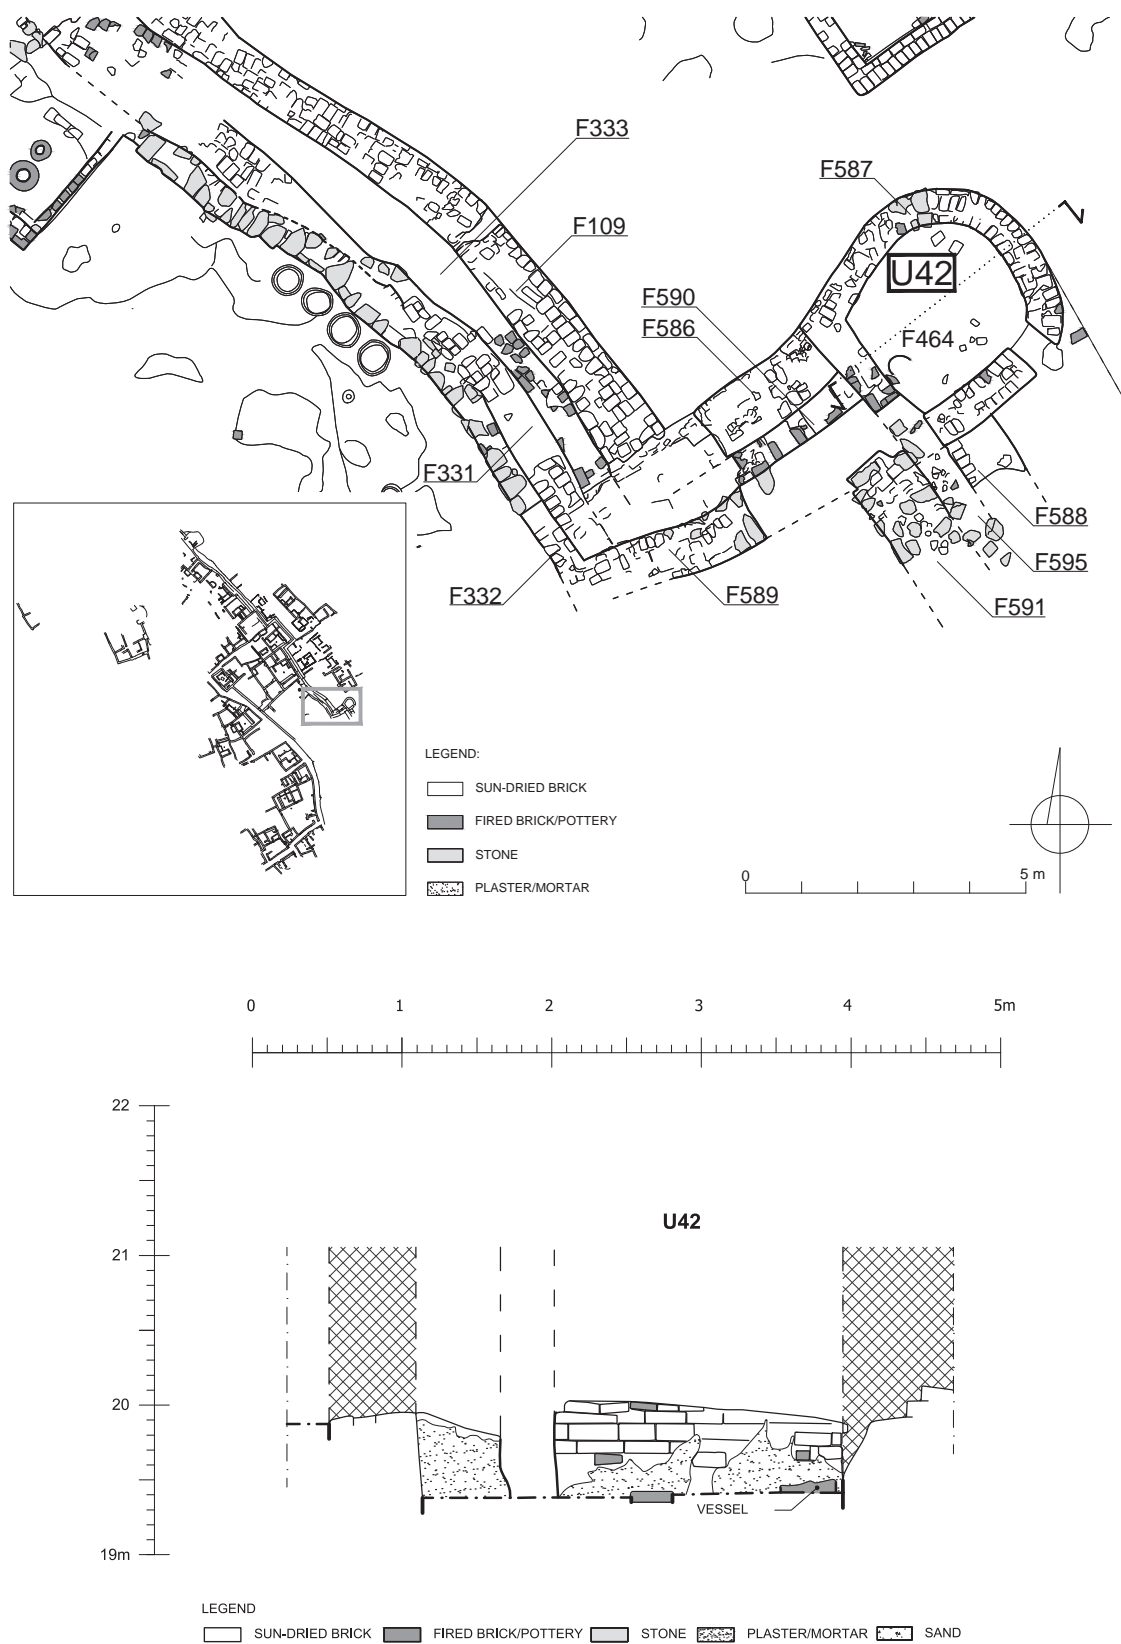 F333
F587
F109
U42
F590
F586
F464
F331
F588
F595
F332
F589
F591
LEGEND:
SUN-DRIED BRICK
FIRED BRICK/POTTERY
STONE
PLASTER/MORTAR
0 5 m
0 1 2 3 4 5m
22
U42
21
20
VESSEL
19m
LEGEND
SUN-DRIED BRICK FIRED BRICK/POTTERY STONE PLASTER/MORTAR SAND